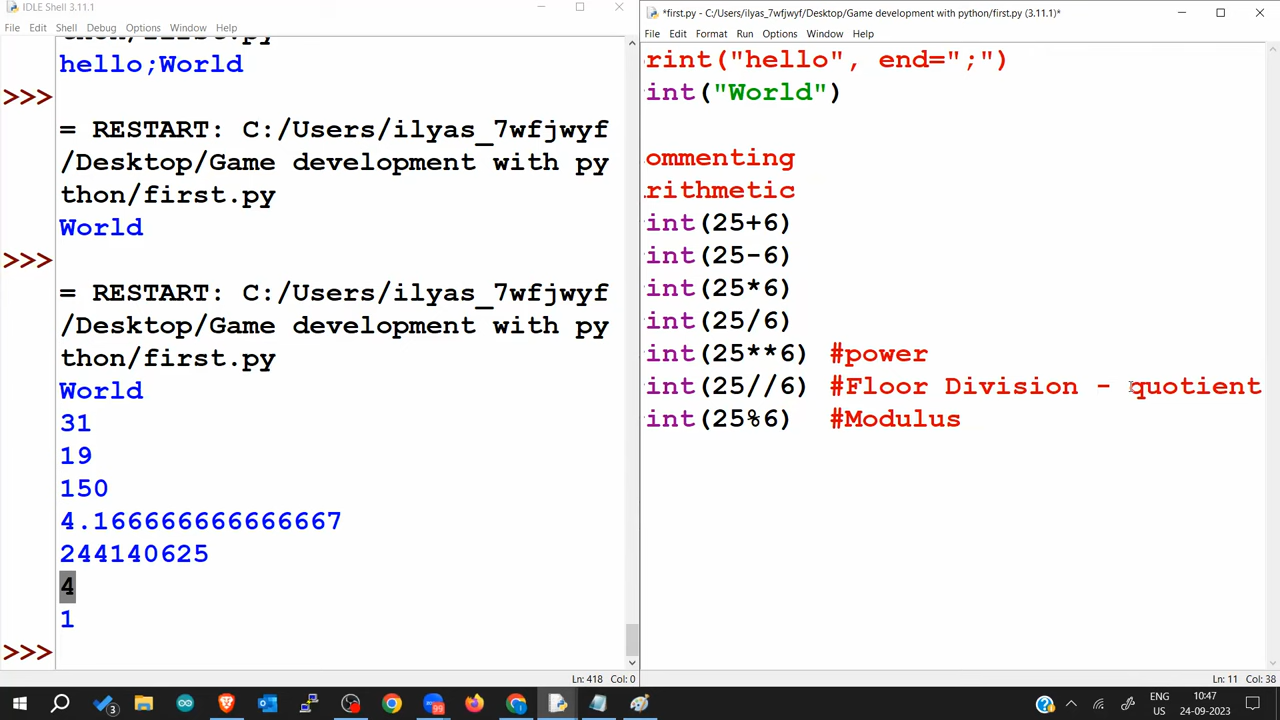 IDLE Shell 3.11.1
File Edit Shell Debug Options Window Help
hello;World
>>>
= RESTART: C:/Users/ilyas_7wfjwyf
/Desktop/Game development with py
thon/first.py
World
>>>
= RESTART: C:/Users/ilyas_7wfjwyf
/Desktop/Game development with py
thon/first.py
World
31
19
150
4.166666666666667
244140625
4
1
>>>
Ln: 418 Col: 0
*first.py - C:/Users/ilyas_7wfjwyf/Desktop/Game development with python/first.py (3.11.1)*
File Edit Format Run Options Window Help
rint("hello", end=";")
int("World")
ommenting
rithmetic
int(25+6)
int(25-6)
int(25*6)
int(25/6)
int(25**6) #power
int(25//6) #Floor Division - quotient
int(25%6) #Modulus
Ln: 11 Col: 38
3
99
ENG
US
10:47
24-09-2023